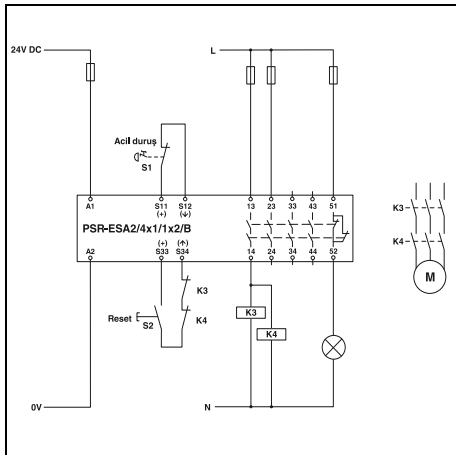 24V DC
L
Acil duruş
S1
S11
(+)
S12
(↓)
A1
13
23
33
43
51
PSR-ESA2/4x1/1x2/B
A2
(+)
S33
(↑)
S34
14
24
34
44
52
K3
K4
M
K3
K4
Reset
S2
K3
K4
0V
N